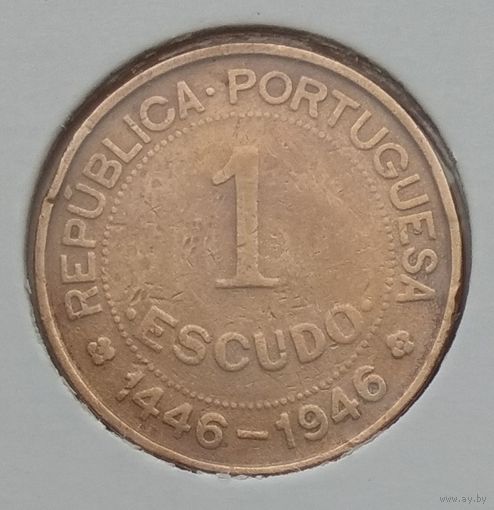 REPÚBLICA · PORTUGUESA
1
·ESCUDO·
1446-1946
www.ay.by